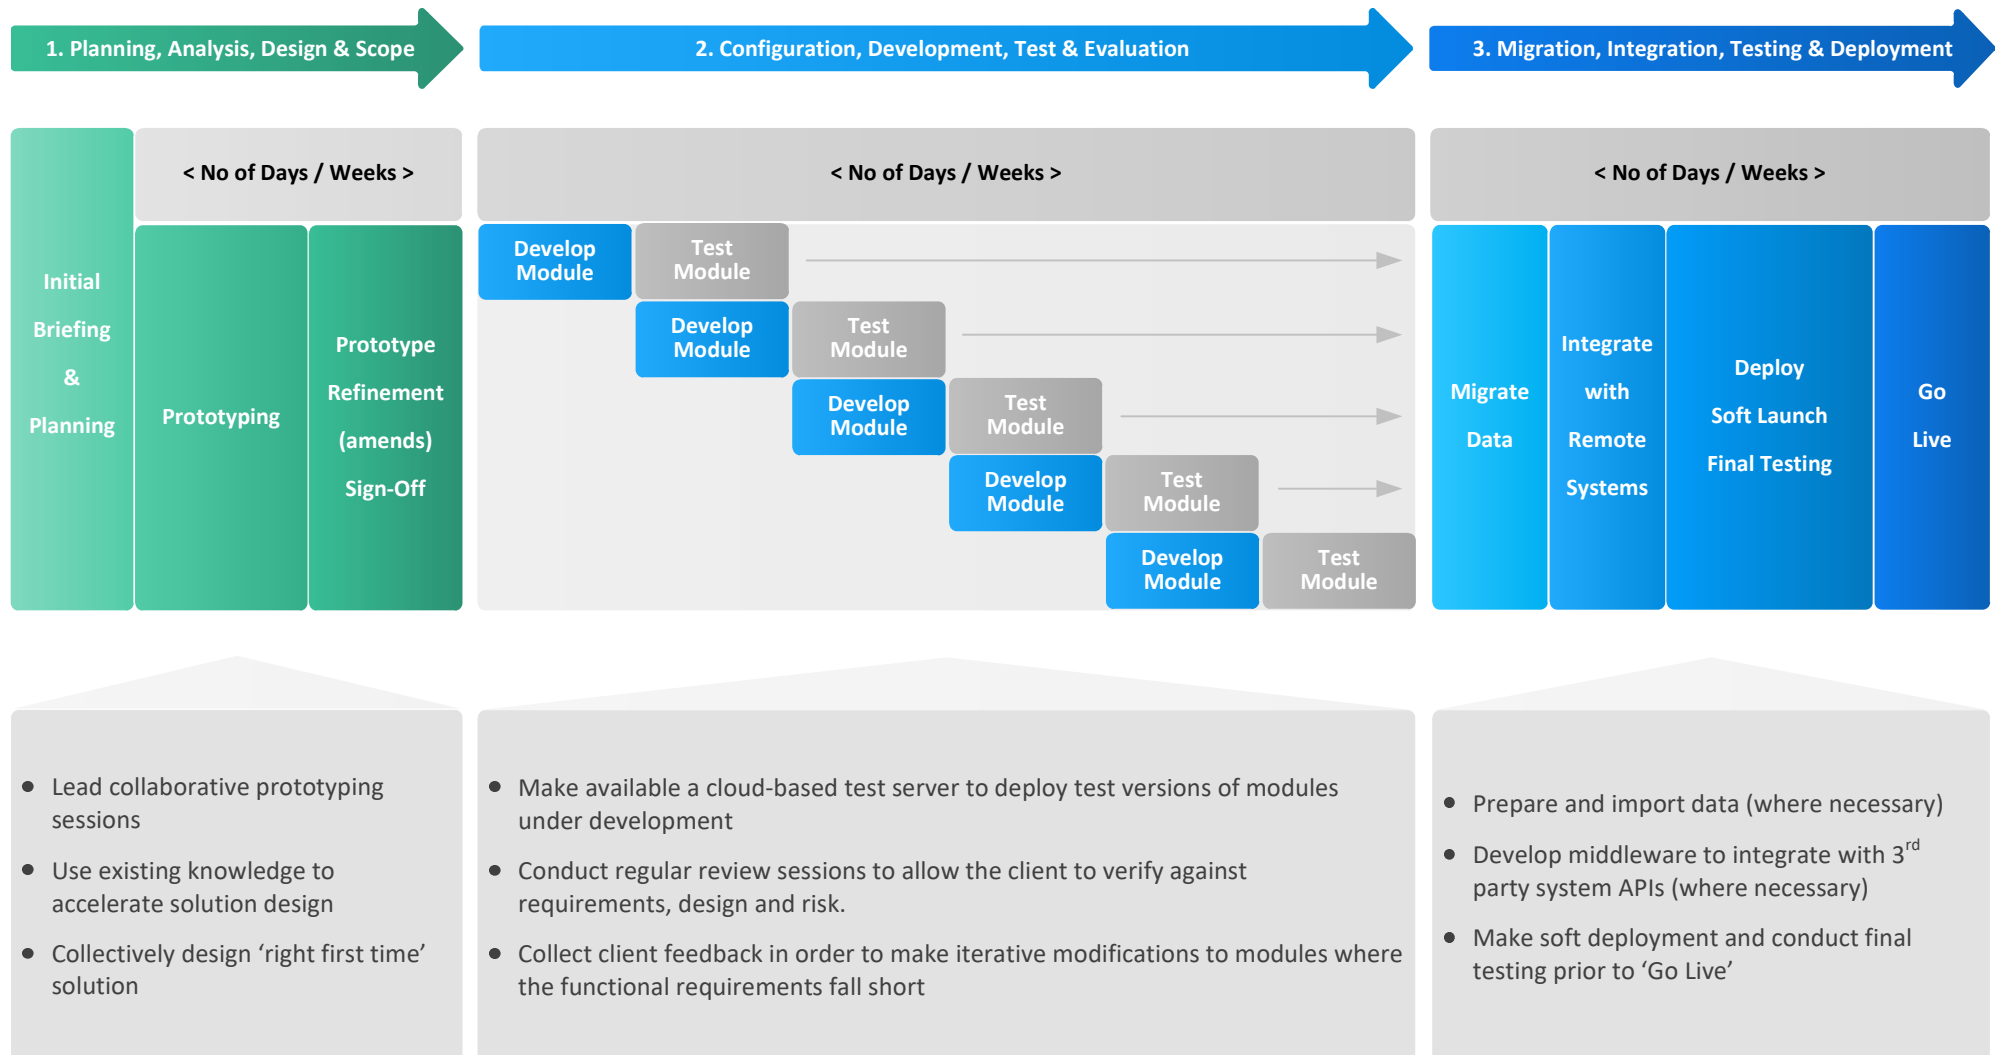 1. Planning, Analysis, Design & Scope
2. Configuration, Development, Test & Evaluation
3. Migration, Integration, Testing & Deployment
< No of Days / Weeks >
< No of Days / Weeks >
< No of Days / Weeks >
Initial
Briefing
&
Planning
Prototyping
Prototype
Refinement
(amends)
Sign-Off
Develop
Module
Test
Module
Develop
Module
Test
Module
Develop
Module
Test
Module
Develop
Module
Test
Module
Develop
Module
Test
Module
Migrate
Data
Integrate
with
Remote
Systems
Deploy
Soft Launch
Final Testing
Go
Live
• Lead collaborative prototyping
sessions
• Use existing knowledge to
accelerate solution design
• Collectively design ‘right first time’
solution
• Make available a cloud-based test server to deploy test versions of modules
under development
• Conduct regular review sessions to allow the client to verify against
requirements, design and risk.
• Collect client feedback in order to make iterative modifications to modules where
the functional requirements fall short
• Prepare and import data (where necessary)
• Develop middleware to integrate with 3rd
party system APIs (where necessary)
• Make soft deployment and conduct final
testing prior to ‘Go Live’